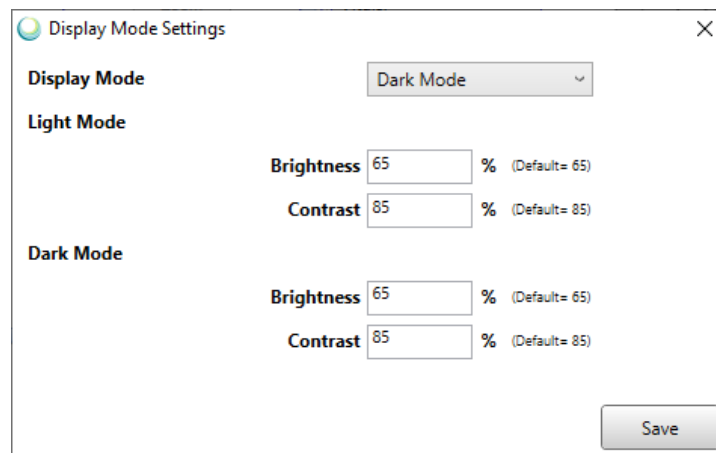 Display Mode Settings
Display Mode Dark Mode
Light Mode
Brightness 65 % (Default= 65)
Contrast 85 % (Default= 85)
Dark Mode
Brightness 65 % (Default= 65)
Contrast 85 % (Default= 85)
Save